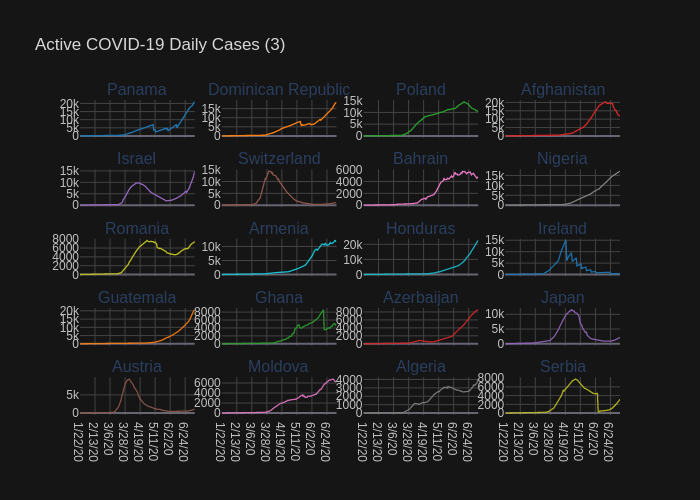 Active COVID-19 Daily Cases (3)
Panama Dominican Republic Poland Afghanistan
20k 15k 10k 5k 0 15k 10k 5k 0 15k 10k 5k 0 20k 15k 10k 5k 0
Israel Switzerland Bahrain Nigeria
15k 10k 5k 0 15k 10k 5k 0 6000 4000 2000 0 15k 10k 5k 0
Romania Armenia Honduras Ireland
8000 6000 4000 2000 0 10k 5k 0 20k 10k 0 15k 10k 5k 0
Guatemala Ghana Azerbaijan Japan
20k 15k 10k 5k 0 8000 6000 4000 2000 0 8000 6000 4000 2000 0 10k 5k 0
Austria Moldova Algeria Serbia
5k 0 6000 4000 2000 0 4000 3000 2000 1000 0 8000 6000 4000 2000 0
1/22/20 2/13/20 3/6/20 3/28/20 4/19/20 5/11/20 6/2/20 6/24/20 1/22/20 2/13/20 3/6/20 3/28/20 4/19/20 5/11/20 6/2/20 6/24/20 1/22/20 2/13/20 3/6/20 3/28/20 4/19/20 5/11/20 6/2/20 6/24/20 1/22/20 2/13/20 3/6/20 3/28/20 4/19/20 5/11/20 6/2/20 6/24/20